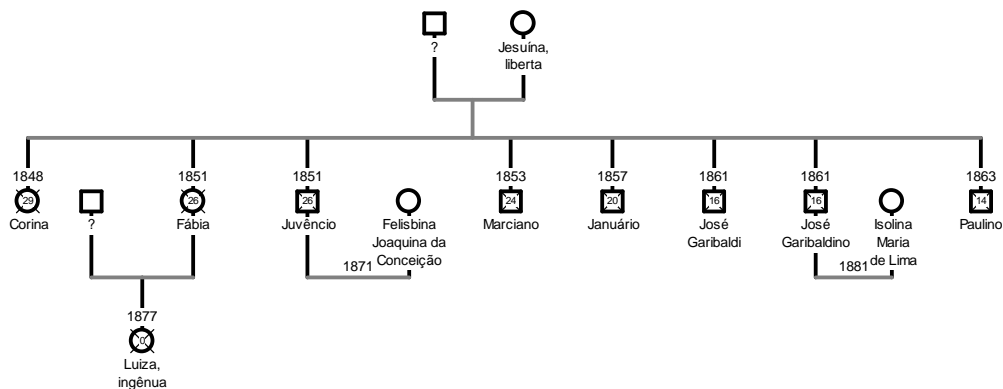 ?
Jesuína,
liberta
1848 1851 1851 1853 1857 1861 1861 1863
29 26 26 24 20 16 16 14
Corina ? Fábia Juvêncio Felisbina Marciano Januário José José Isolina Paulino
Joaquina da Garibaldi Garibaldino Maria
Conceição de Lima
1871 1881
1877
0
Luiza,
ingênua